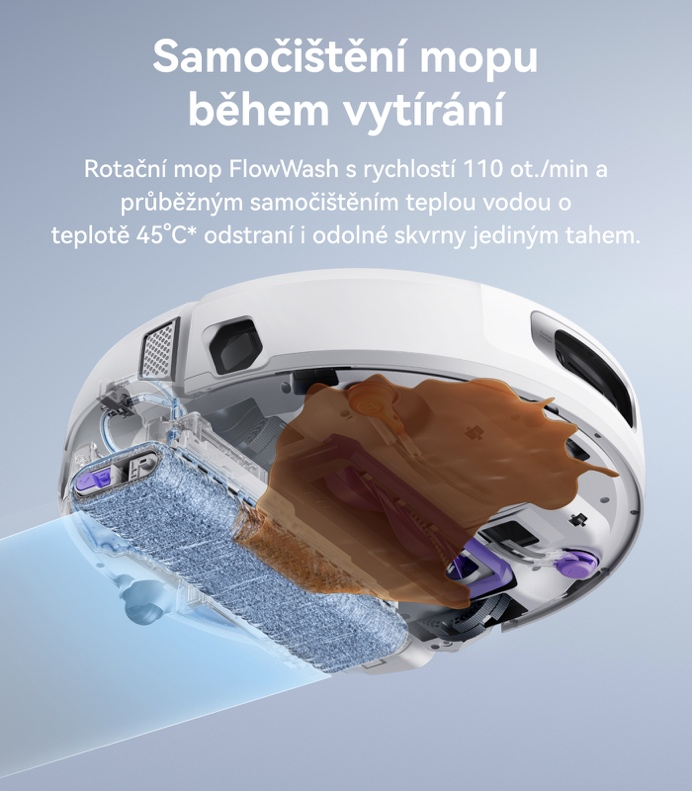 Samočištění mopu
během vytírání
Rotační mop FlowWash s rychlostí 110 ot./min a
průběžným samočištěním teplou vodou o
teplotě 45°C* odstraní i odolné skvrny jediným tahem.